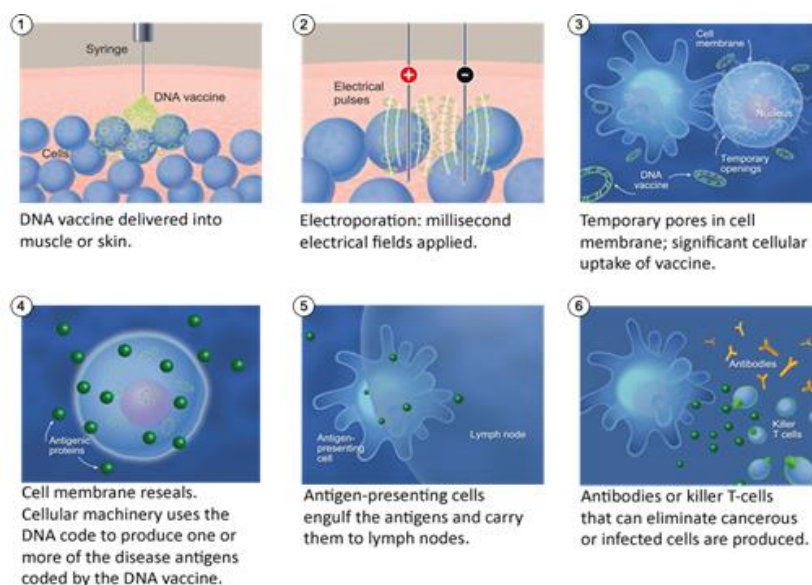 1
Syringe
DNA vaccine
Cells
DNA vaccine delivered into
muscle or skin.
2
Electrical
pulses
+
-
Electroporation: millisecond
electrical fields applied.
3
Cell
membrane
Nucleus
Temporary
openings
DNA
vaccine
Temporary pores in cell
membrane; significant cellular
uptake of vaccine.
4
Antigenic
proteins
Cell membrane reseals.
Cellular machinery uses the
DNA code to produce one or
more of the disease antigens
coded by the DNA vaccine.
5
Antigen-
presenting
cell
Lymph node
Antigen-presenting cells
engulf the antigens and carry
them to lymph nodes.
6
Antibodies
Killer
T cells
Antibodies or killer T-cells
that can eliminate cancerous
or infected cells are produced.